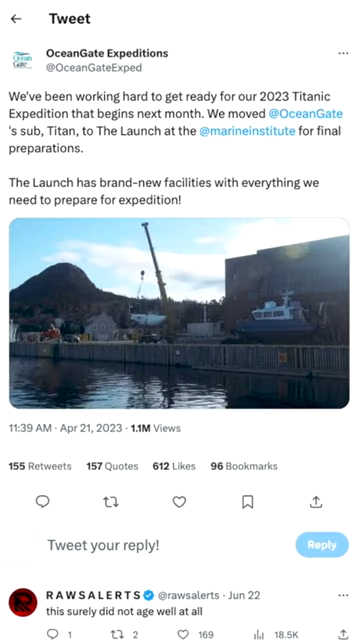 Tweet
OceanGate Expeditions
@OceanGateExped
We've been working hard to get ready for our 2023 Titanic
Expedition that begins next month. We moved @OceanGate
's sub, Titan, to The Launch at the @marineinstitute for final
preparations.
The Launch has brand-new facilities with everything we
need to prepare for expedition!
11:39 AM · Apr 21, 2023 · 1.1M Views
155 Retweets 157 Quotes 612 Likes 96 Bookmarks
Tweet your reply!
Reply
R A W S A L E R T S @rawsalerts · Jun 22
this surely did not age well at all
1 2 169 18.5K